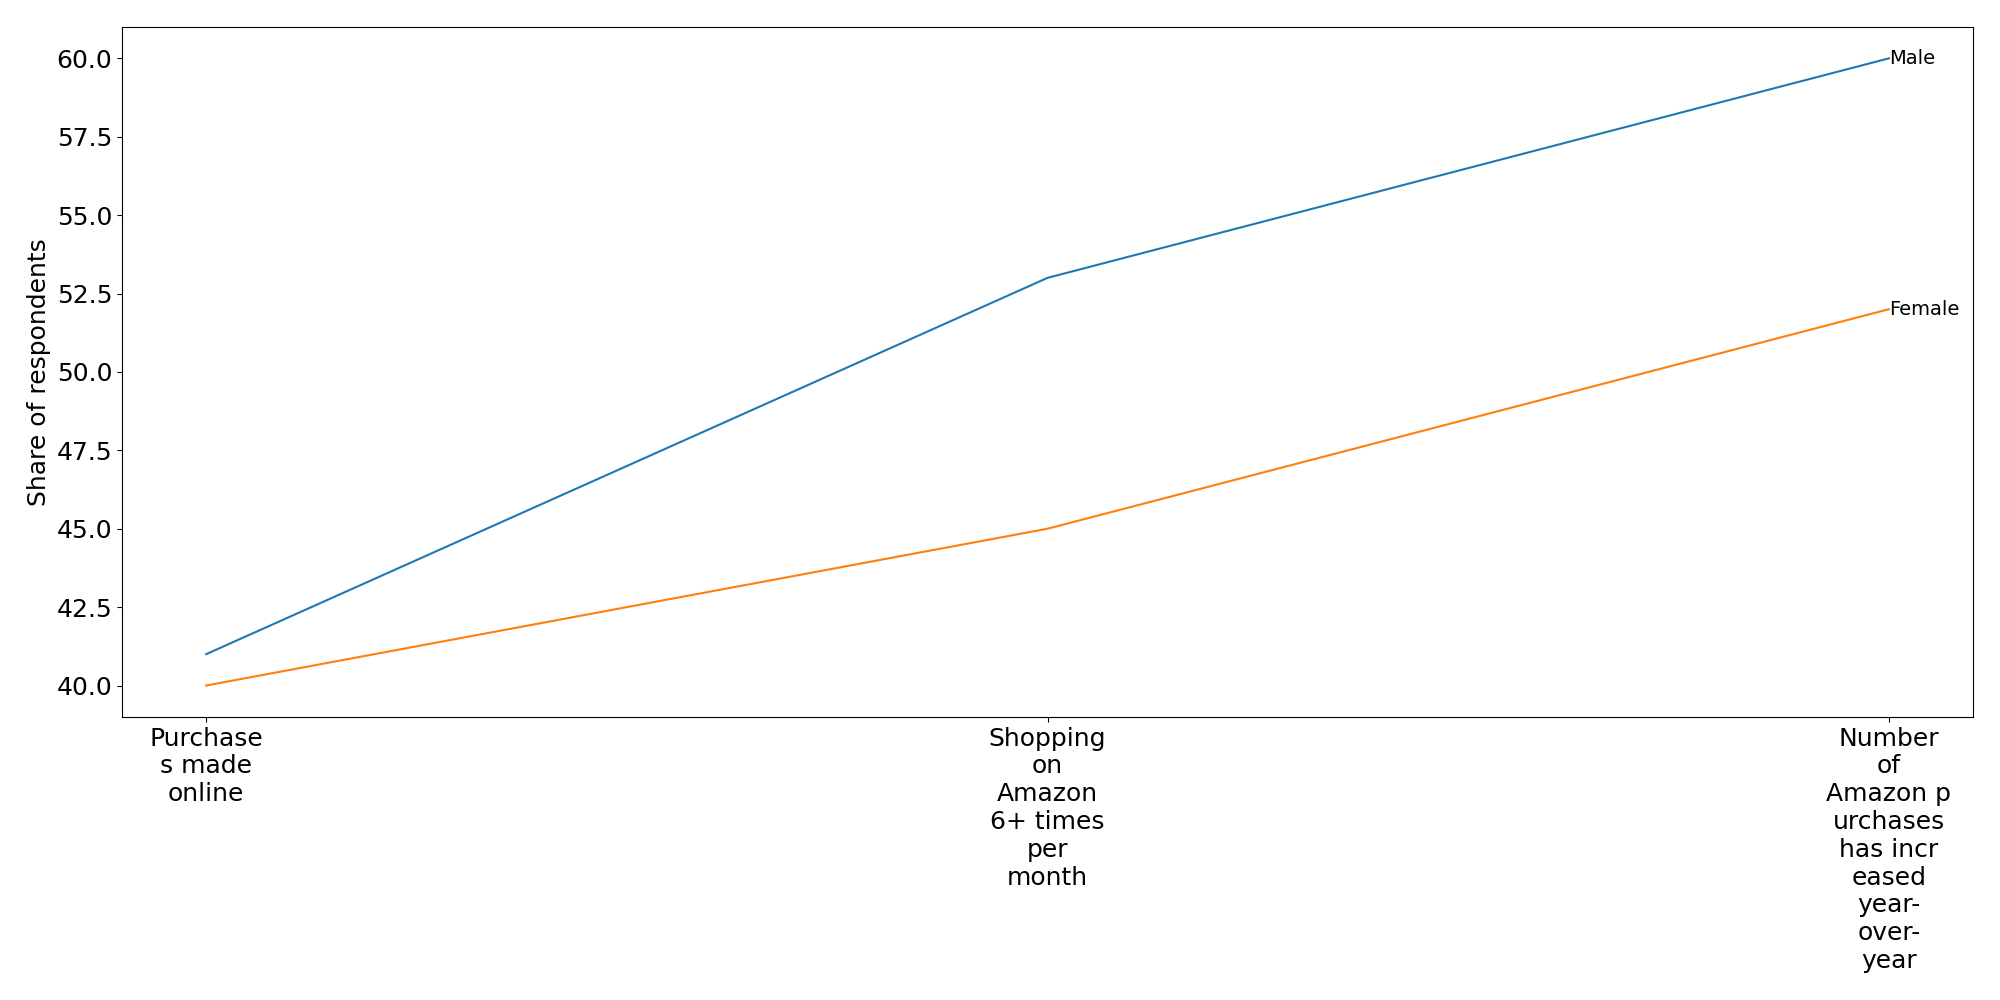 60.0
57.5
55.0
52.5
50.0
47.5
45.0
42.5
40.0
Share of respondents
Male
Female
Purchase
s made
online
Shopping
on
Amazon
6+ times
per
month
Number
of
Amazon p
urchases
has incr
eased
year-
over-
year